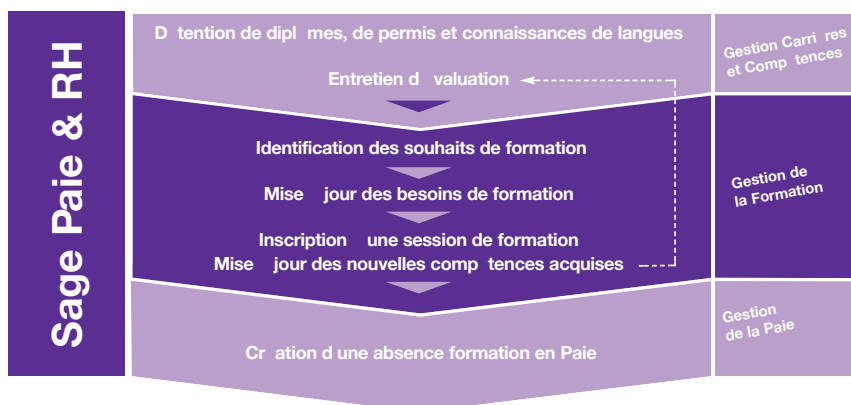 Sage Paie & RH
D tention de dipl mes, de permis et connaissances de langues
Entretien d valuation
Gestion Carri res
et Comp tences
Identification des souhaits de formation
Mise jour des besoins de formation
Inscription une session de formation
Mise jour des nouvelles comp tences acquises
Gestion de
la Formation
Cr ation d une absence formation en Paie
Gestion
de la Paie